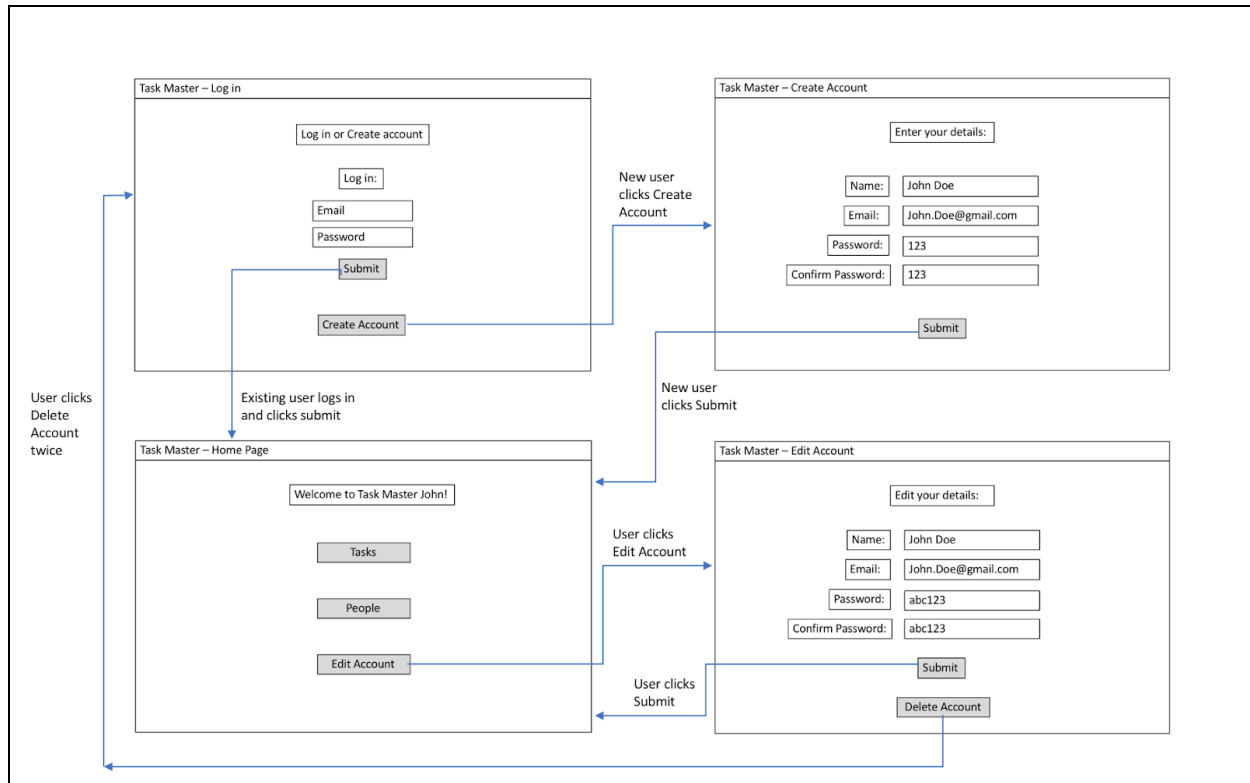 Task Master – Log in
Log in or Create account
Log in:
Email
Password
Submit
Create Account
New user
clicks Create
Account
Task Master – Create Account
Enter your details:
Name: John Doe
Email: John.Doe@gmail.com
Password: 123
Confirm Password: 123
Submit
User clicks
Delete
Account
twice
Existing user logs in
and clicks submit
New user
clicks Submit
Task Master – Home Page
Welcome to Task Master John!
Tasks
People
Edit Account
User clicks
Edit Account
User clicks
Submit
Task Master – Edit Account
Edit your details:
Name: John Doe
Email: John.Doe@gmail.com
Password: abc123
Confirm Password: abc123
Submit
Delete Account